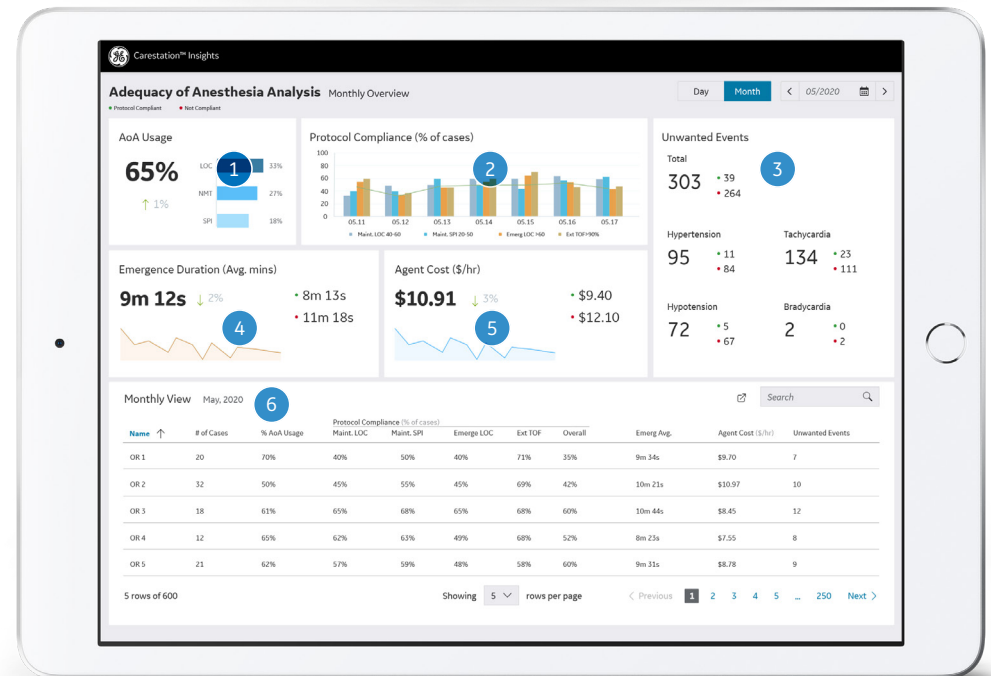 Carestation™ Insights
Adequacy of Anesthesia Analysis Monthly Overview
Day Month < 05/2020 >
• Protocol Compliant • Not Compliant
AoA Usage
65%
↑ 1%
LOC 33%
NMT 27%
SPI 18%
1
Protocol Compliance (% of cases)
100
80
60
40
20
0
05.11 05.12 05.13 05.14 05.15 05.16 05.17
• Maint. LOC 40-60 • Maint. SPI 20-50 • Emerg LOC >60 • Ext TOF>90%
2
Unwanted Events
Total
303 • 39
• 264
3
Hypertension Tachycardia
95 • 11 134 • 23
• 84 • 111
Hypotension Bradycardia
72 • 5 2 • 0
• 67 • 2
Emergence Duration (Avg. mins)
9m 12s ↓ 2% • 8m 13s
• 11m 18s
4
Agent Cost ($/hr)
$10.91 ↓ 3% • $9.40
• $12.10
5
Monthly View May, 2020 6 Search
Protocol Compliance (% of cases)
Name ↑ # of Cases % AoA Usage Maint. LOC Maint. SPI Emerge LOC Ext TOF Overall Emerg Avg. Agent Cost ($/hr) Unwanted Events
OR 1 20 70% 40% 50% 40% 71% 35% 9m 34s $9.70 7
OR 2 32 50% 45% 55% 45% 69% 42% 10m 21s $10.97 10
OR 3 18 61% 65% 68% 65% 68% 60% 10m 44s $8.45 12
OR 4 12 65% 62% 63% 49% 68% 52% 8m 23s $7.55 8
OR 5 21 62% 57% 59% 48% 58% 60% 9m 31s $8.78 9
5 rows of 600 Showing 5 rows per page < Previous 1 2 3 4 5 ... 250 Next >